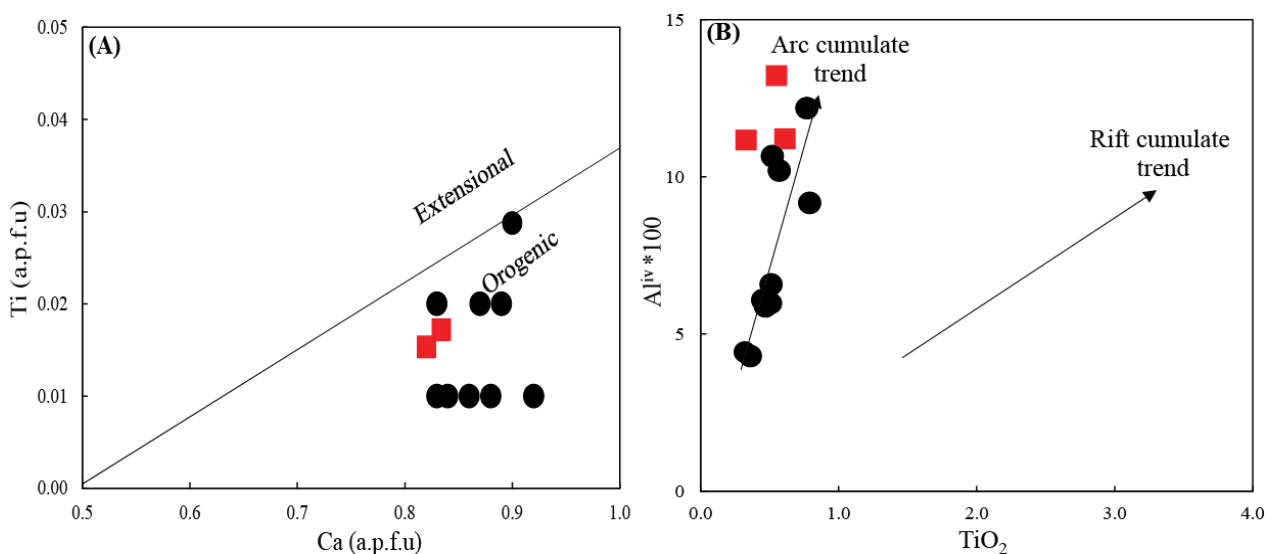 (A)
0.05
0.04
0.03
0.02
0.01
0.00
Ti (a.p.f.u)
Extensional
Orogenic
0.5 0.6 0.7 0.8 0.9 1.0
Ca (a.p.f.u)
(B)
15
10
5
0
Al^iv *100
Arc cumulate
trend
Rift cumulate
trend
0.0 1.0 2.0 3.0 4.0
TiO₂